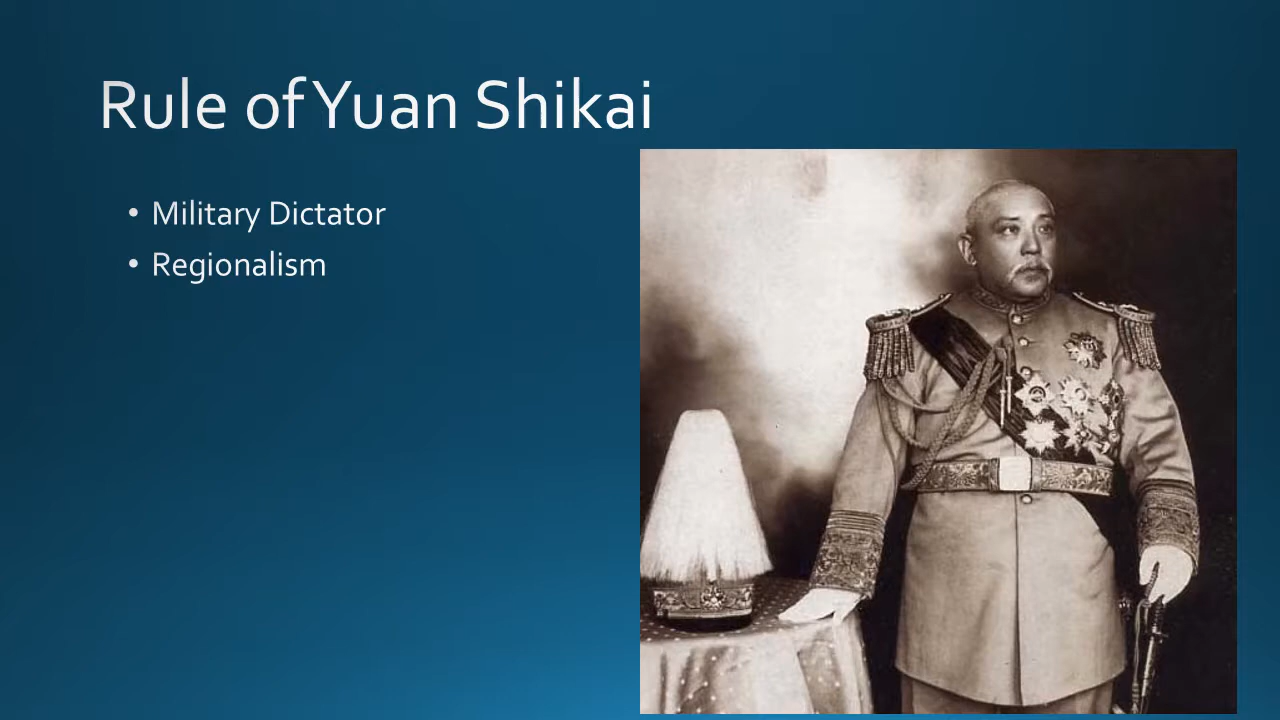 Rule of Yuan Shikai
• Military Dictator
• Regionalism